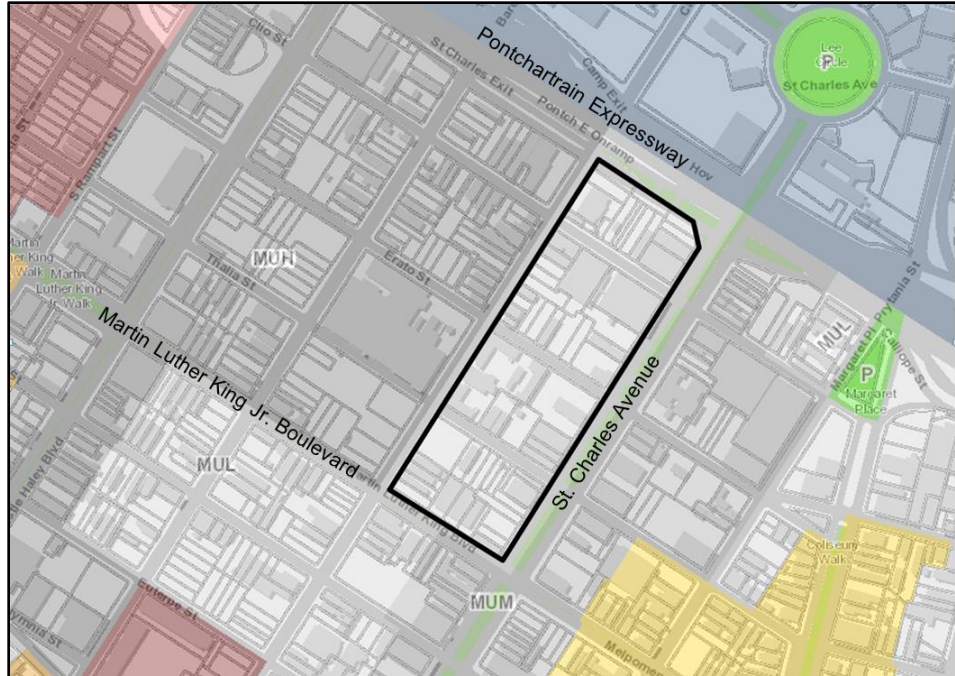 Clio St
St Charles Exit
Pontchartrain Expressway
Camp Exit
Pontch E Onramp
Hov
Lee
Circle
P
St Charles Ave
S Rampart St
MUH
Thalia St
Erato St
Martin
Luther King
Jr. Walk
Martin Luther King Jr. Boulevard
Martin Luther King Blvd
MUL
St. Charles Avenue
MUL
Margaret Pl
Prytania St
Calliope St
P
Margaret
Place
Coliseum
Walk
MUM
Euterpe St